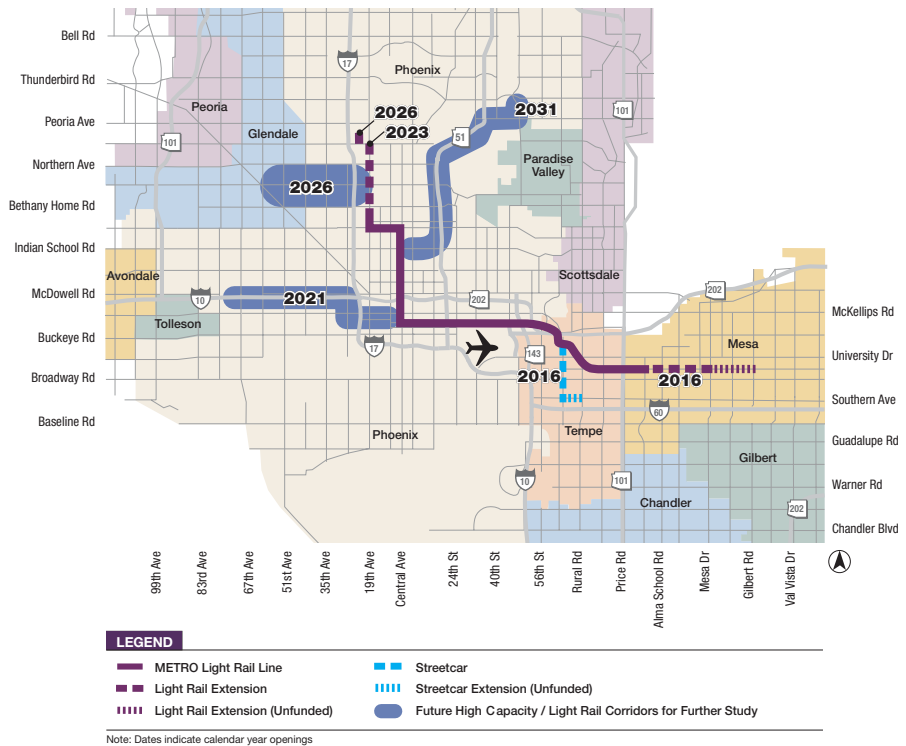 Bell Rd
Thunderbird Rd
Peoria Ave
Northern Ave
Bethany Home Rd
Indian School Rd
McDowell Rd
Buckeye Rd
Broadway Rd
Baseline Rd
17
Phoenix
Peoria
101
Glendale
2026
2023
2031
51
101
Paradise
Valley
2026
Avondale
Scottsdale
10
2021
202
202
Tolleson
17
143
Mesa
2016
2016
60
Phoenix
Tempe
Gilbert
10
101
Chandler
202
McKellips Rd
University Dr
Southern Ave
Guadalupe Rd
Warner Rd
Chandler Blvd
99th Ave
83rd Ave
67th Ave
51st Ave
35th Ave
19th Ave
Central Ave
24th St
40th St
56th St
Rural Rd
Price Rd
Alma School Rd
Mesa Dr
Gilbert Rd
Val Vista Dr
LEGEND
METRO Light Rail Line
Light Rail Extension
Light Rail Extension (Unfunded)
Streetcar
Streetcar Extension (Unfunded)
Future High Capacity / Light Rail Corridors for Further Study
Note: Dates indicate calendar year openings